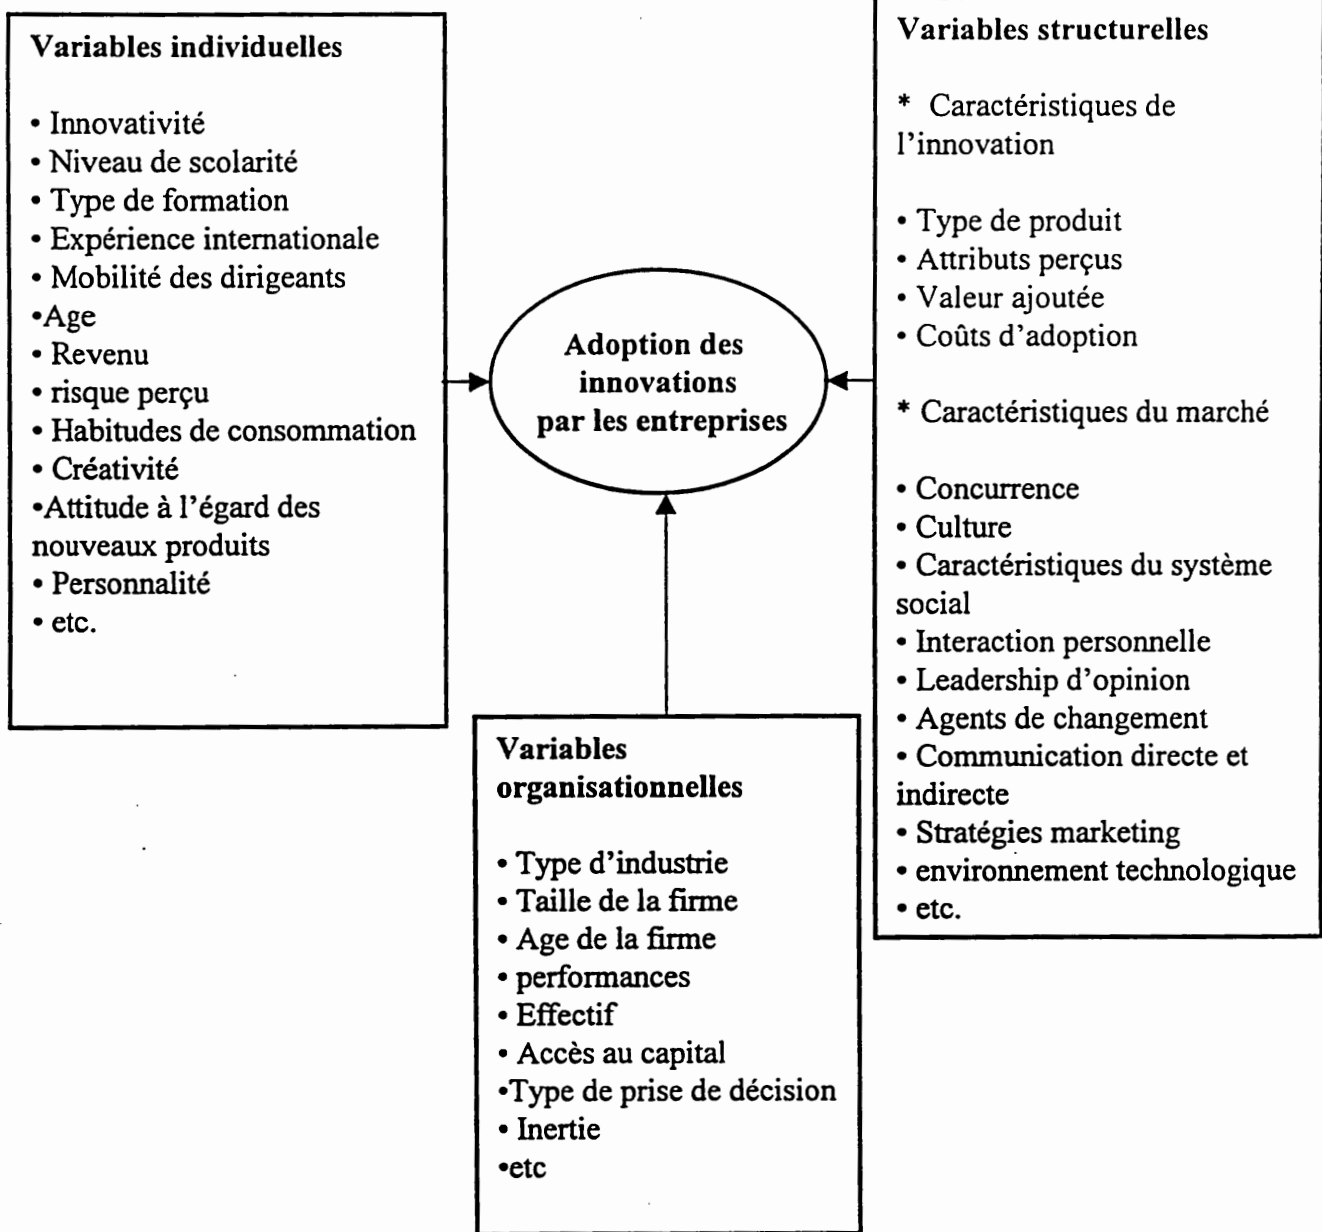 Variables individuelles
• Innovativité
• Niveau de scolarité
• Type de formation
• Expérience internationale
• Mobilité des dirigeants
•Age
• Revenu
• risque perçu
• Habitudes de consommation
• Créativité
•Attitude à l'égard des
nouveaux produits
• Personnalité
• etc.
Adoption des
innovations
par les entreprises
Variables structurelles
* Caractéristiques de
l'innovation
• Type de produit
• Attributs perçus
• Valeur ajoutée
• Coûts d'adoption
* Caractéristiques du marché
• Concurrence
• Culture
• Caractéristiques du système
social
• Interaction personnelle
• Leadership d'opinion
• Agents de changement
• Communication directe et
indirecte
• Stratégies marketing
• environnement technologique
• etc.
Variables
organisationnelles
• Type d'industrie
• Taille de la firme
• Age de la firme
• performances
• Effectif
• Accès au capital
•Type de prise de décision
• Inertie
•etc